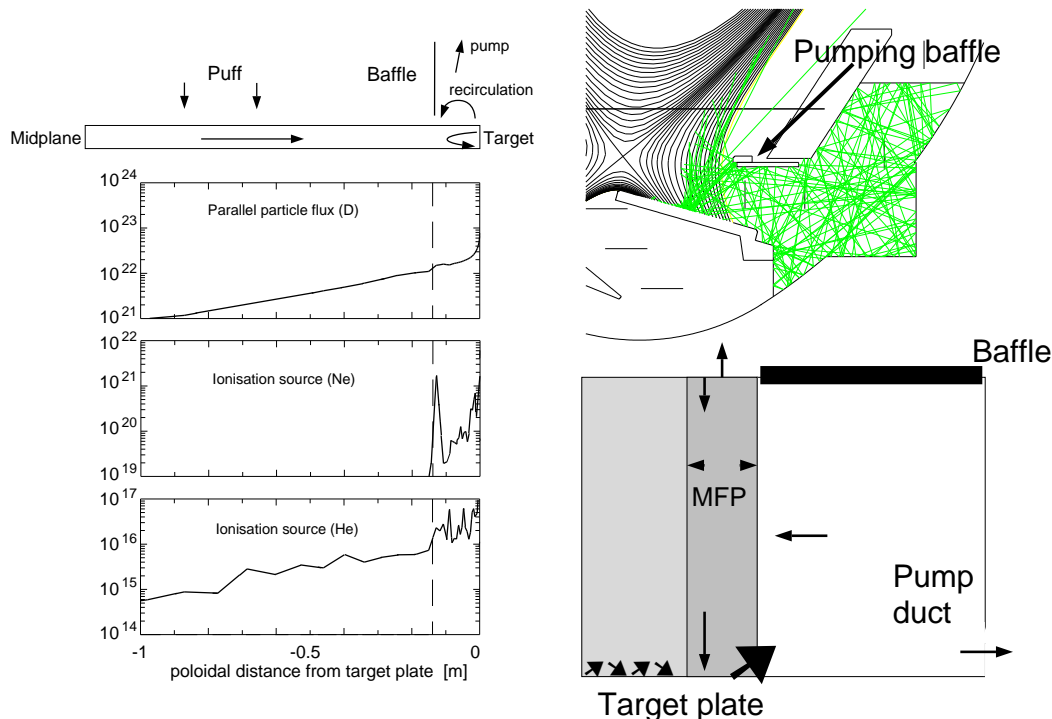 pump
Puff
Baffle
recirculation
Midplane
Target
10^24
Parallel particle flux (D)
10^23
10^22
10^21
10^22
Ionisation source (Ne)
10^21
10^20
10^19
10^17
Ionisation source (He)
10^16
10^15
10^14
-1
-0.5
0
poloidal distance from target plate [m]
Pumping baffle
Baffle
MFP
Pump
duct
Target plate